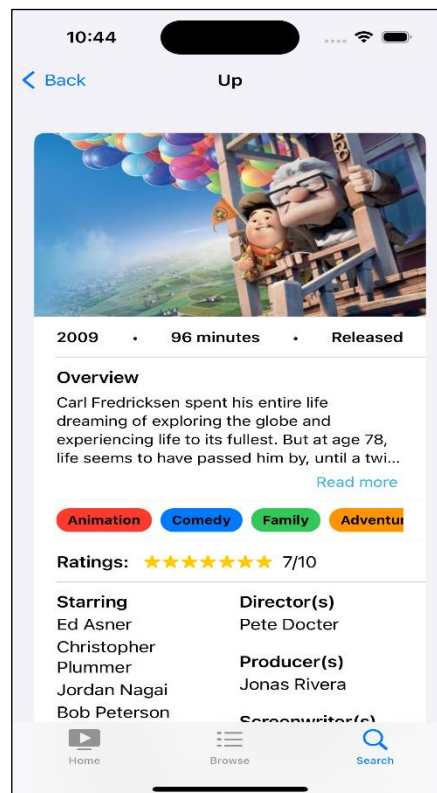 10:44
Back
Up
2009 · 96 minutes · Released
Overview
Carl Fredricksen spent his entire life
dreaming of exploring the globe and
experiencing life to its fullest. But at age 78,
life seems to have passed him by, until a twi...
Read more
Animation Comedy Family Adventur
Ratings: 7/10
Starring
Ed Asner
Christopher
Plummer
Jordan Nagai
Bob Peterson
Director(s)
Pete Docter
Producer(s)
Jonas Rivera
Screenwriter(s)
Home
Browse
Search